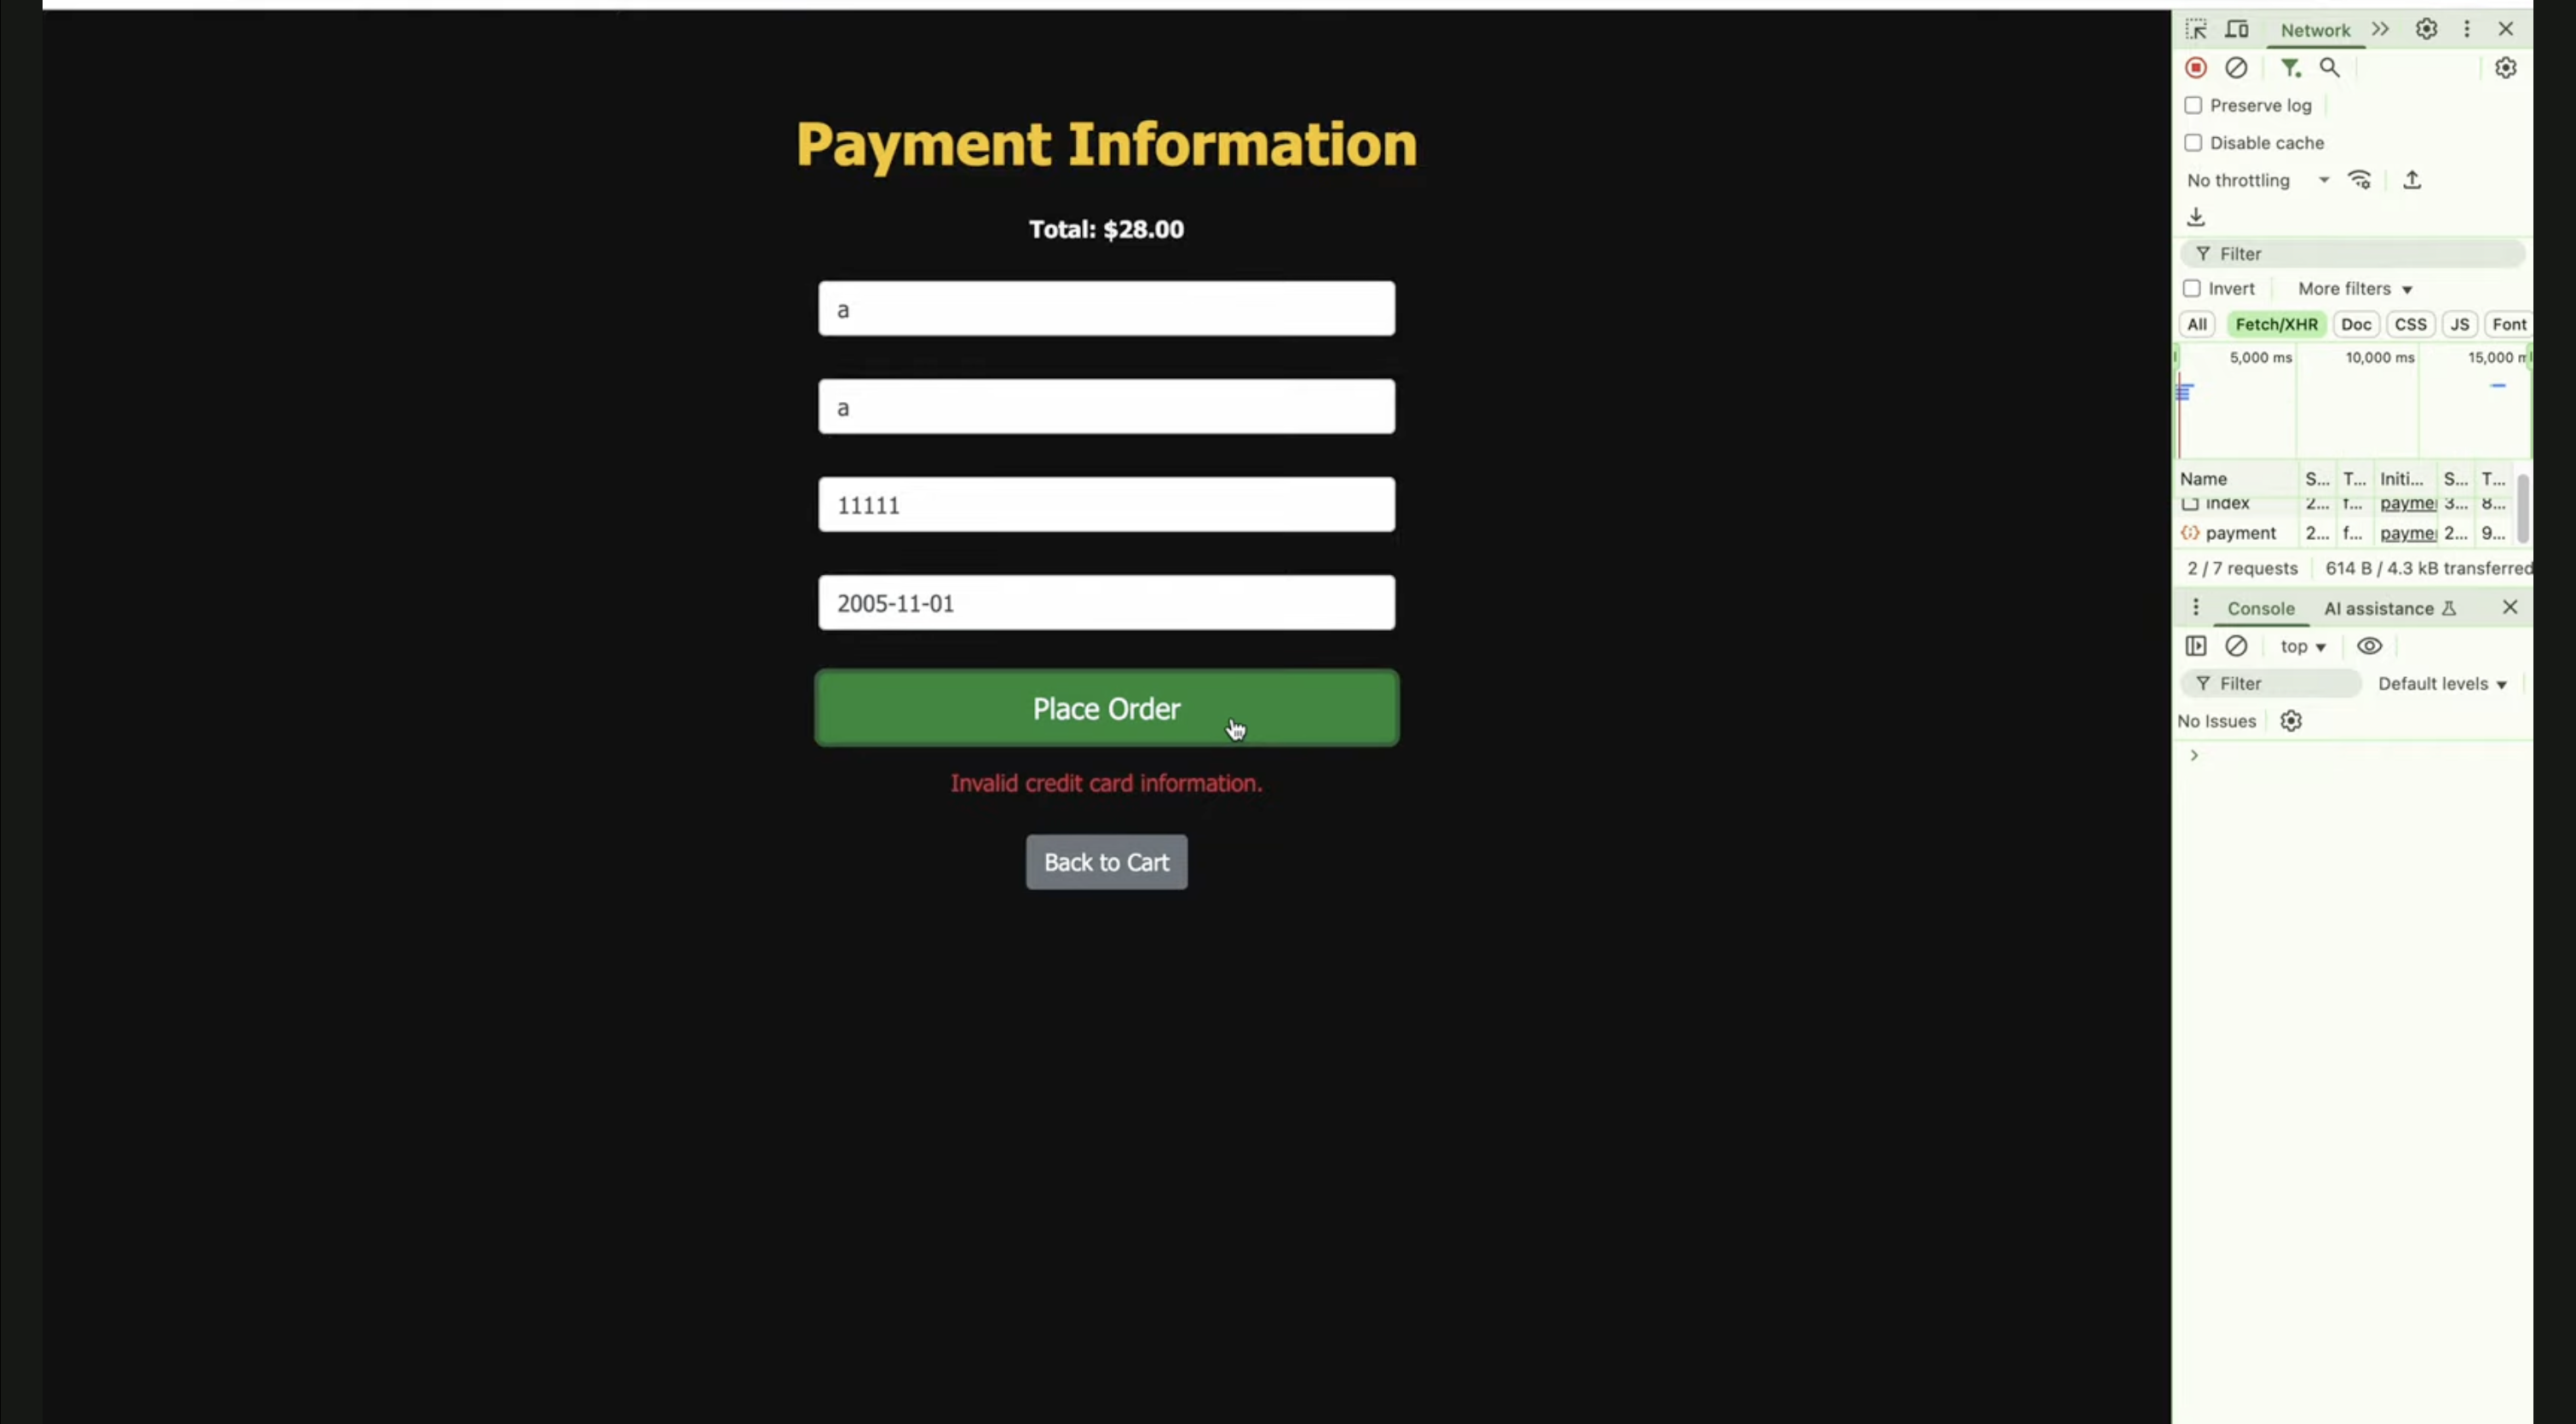 Payment Information
Total: $28.00
a
a
11111
2005-11-01
Place Order
Invalid credit card information.
Back to Cart
Network
Preserve log
Disable cache
No throttling
Filter
Invert More filters
All Fetch/XHR Doc CSS JS Font
5,000 ms 10,000 ms 15,000 m
Name S... T... Initi... S... T...
index 2... f... payme 3... 8...
payment 2... f... payme 2... 9...
2 / 7 requests 614 B / 4.3 kB transferred
Console AI assistance
top
Filter Default levels
No Issues